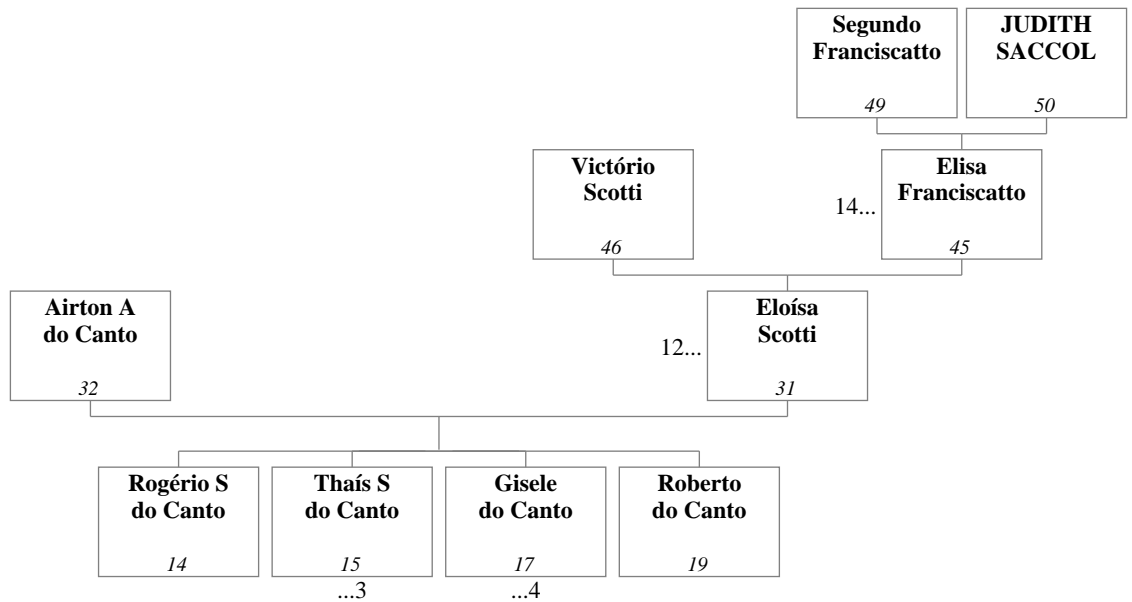 Segundo
Franciscatto
49
JUDITH
SACCOL
50
Victório
Scotti
46
14...
Elisa
Franciscatto
45
Airton A
do Canto
32
12...
Eloísa
Scotti
31
Rogério S
do Canto
14
Thaís S
do Canto
15
...3
Gisele
do Canto
17
...4
Roberto
do Canto
19